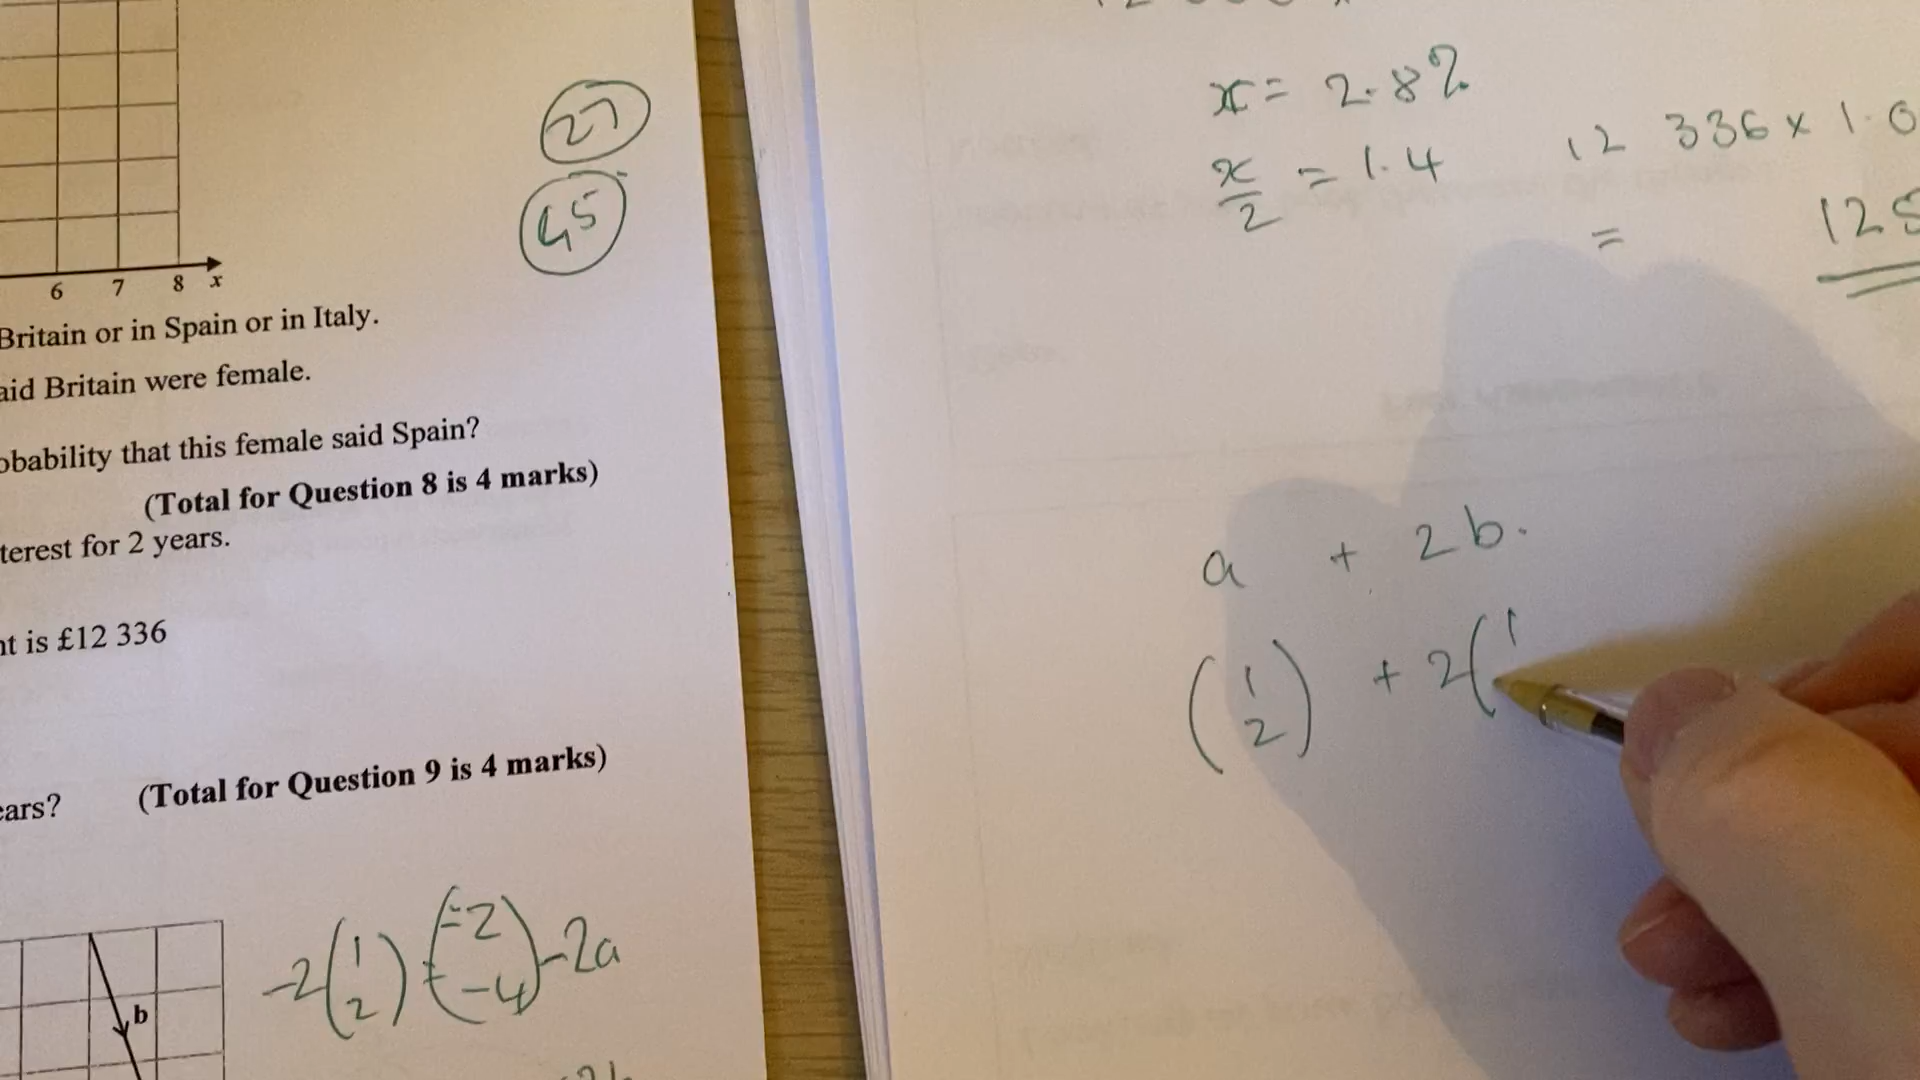 27
45
6 7 8 x
Britain or in Spain or in Italy.
aid Britain were female.
obability that this female said Spain?
(Total for Question 8 is 4 marks)
terest for 2 years.
nt is £12 336
(Total for Question 9 is 4 marks)
ears?
b
-2(1 2) = (-2 -4) -2a
x = 2.8%
x/2 = 1.4
12 336 x 1.0
= 125
a + 2b.
(1 2) + 2(1